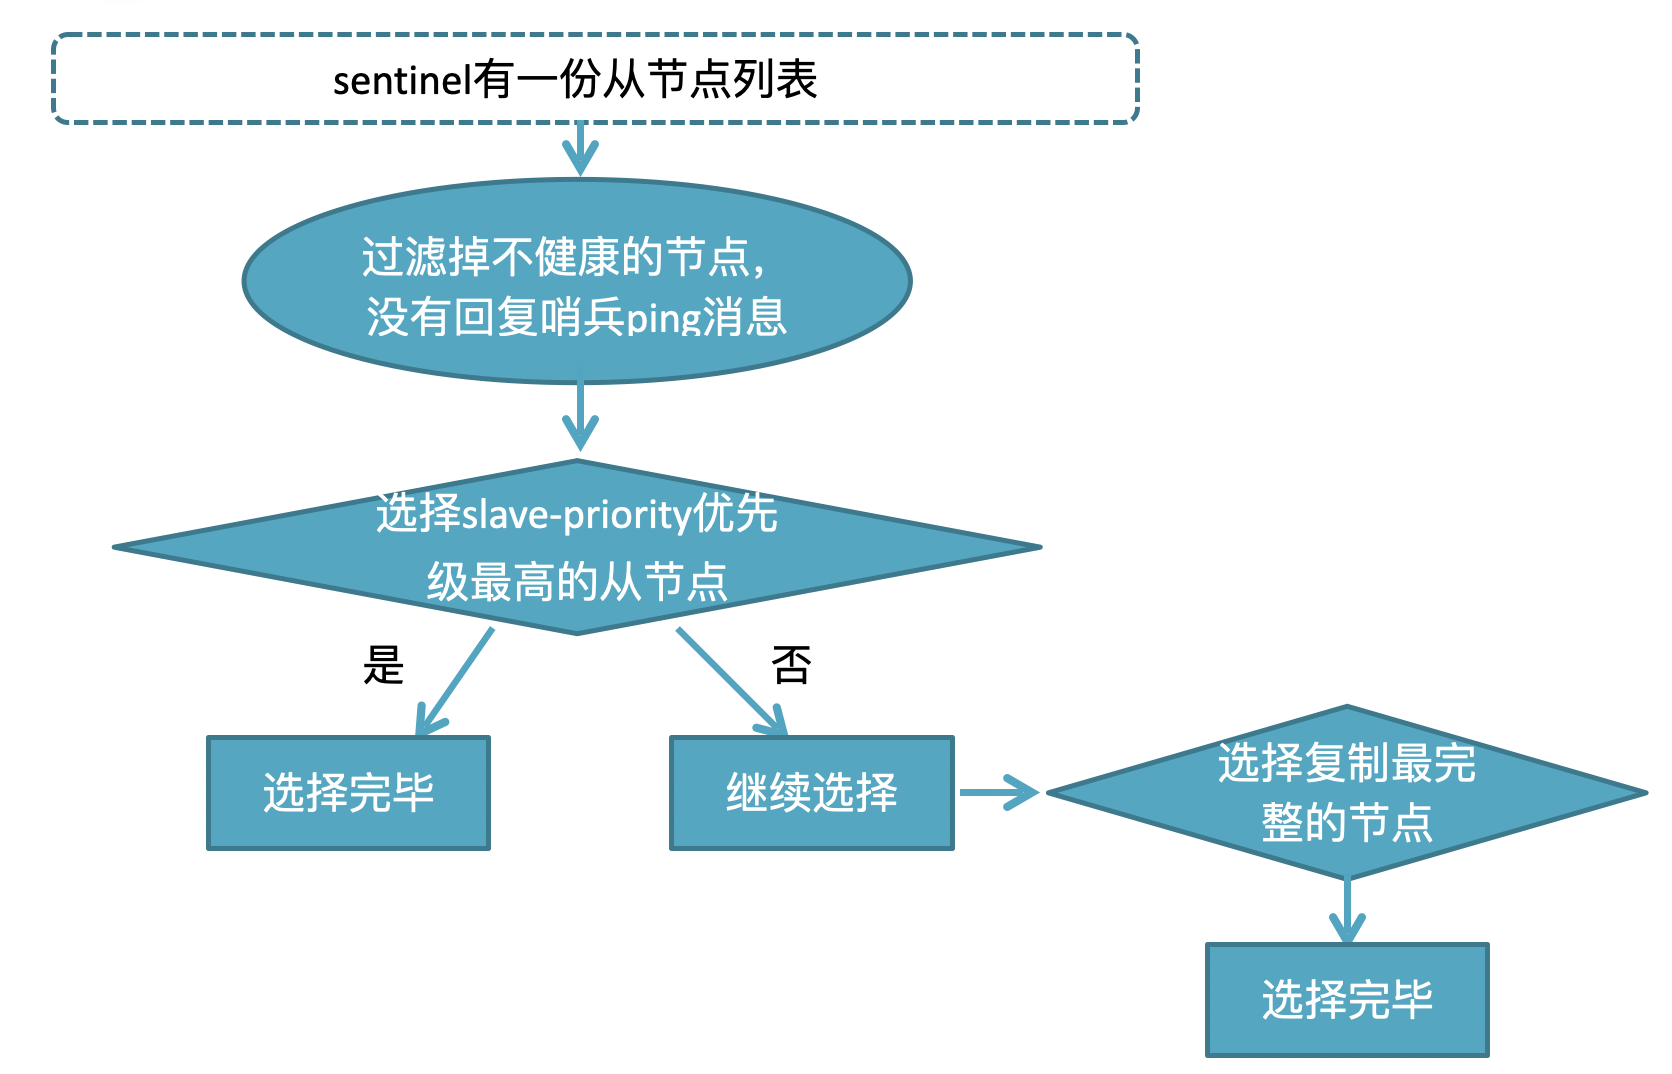 sentinel有一份从节点列表
过滤掉不健康的节点，
没有回复哨兵ping消息
选择slave-priority优先
级最高的从节点
是
否
选择完毕
继续选择
选择复制最完
整的节点
选择完毕